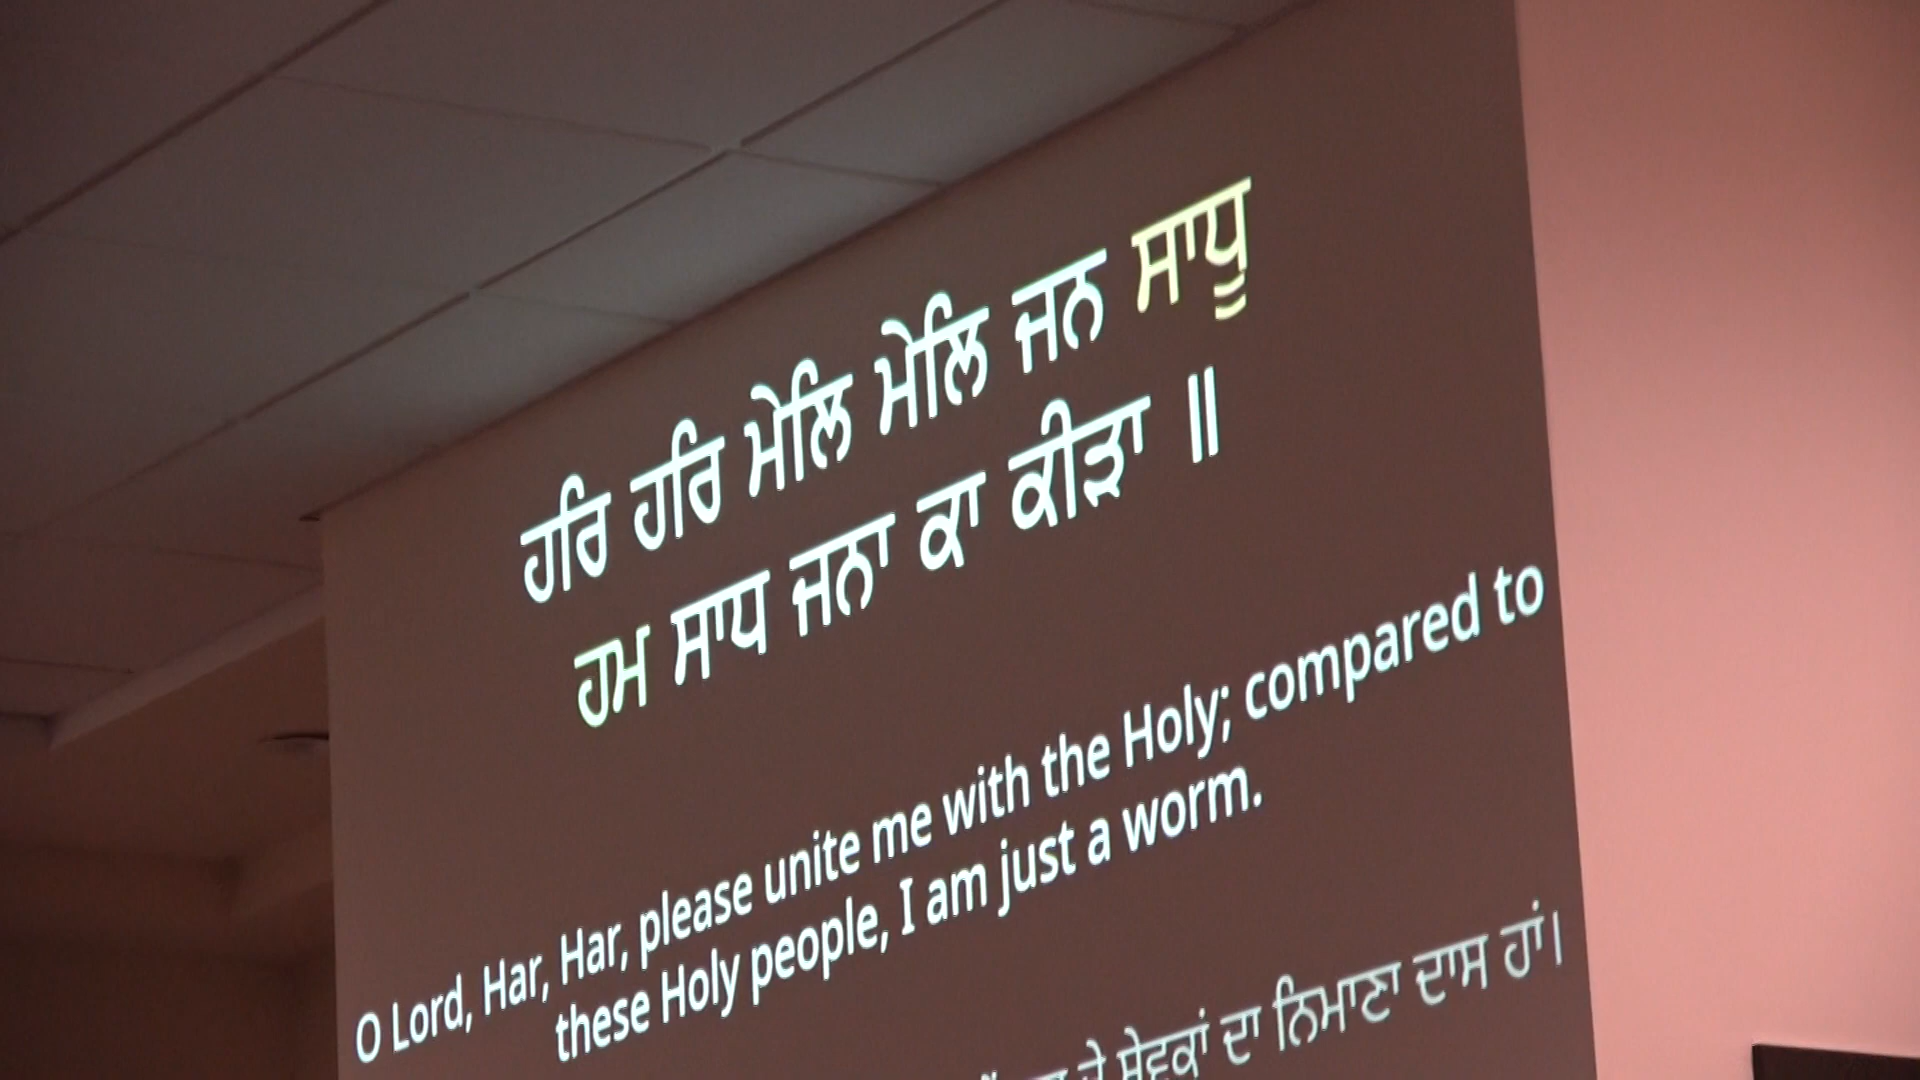 ਹਰਿ ਹਰਿ ਮੇਲਿ ਮੇਲਿ ਜਨ ਸਾਧੂ
ਹਮ ਸਾਧ ਜਨਾ ਕਾ ਕੀੜਾ ॥
O Lord, Har, Har, please unite me with the Holy; compared to
these Holy people, I am just a worm.
ਦਾ ਨਿਮਾਣਾ ਦਾਸ ਹਾਂ।